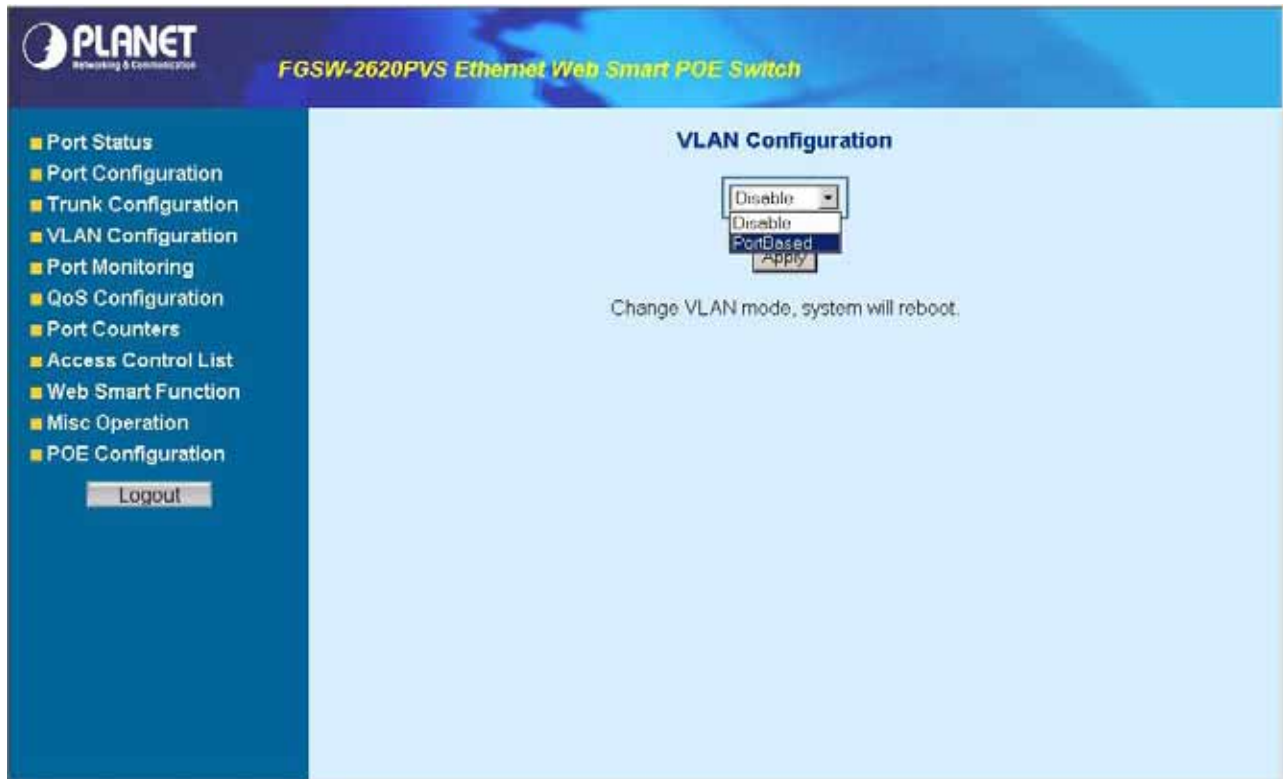 PLANET
Networking & Communication
FGSW-2620PVS Ethernet Web Smart POE Switch
Port Status
Port Configuration
Trunk Configuration
VLAN Configuration
Port Monitoring
QoS Configuration
Port Counters
Access Control List
Web Smart Function
Misc Operation
POE Configuration
Logout
VLAN Configuration
Disable
Disable
PortBased
Apply
Change VLAN mode, system will reboot.